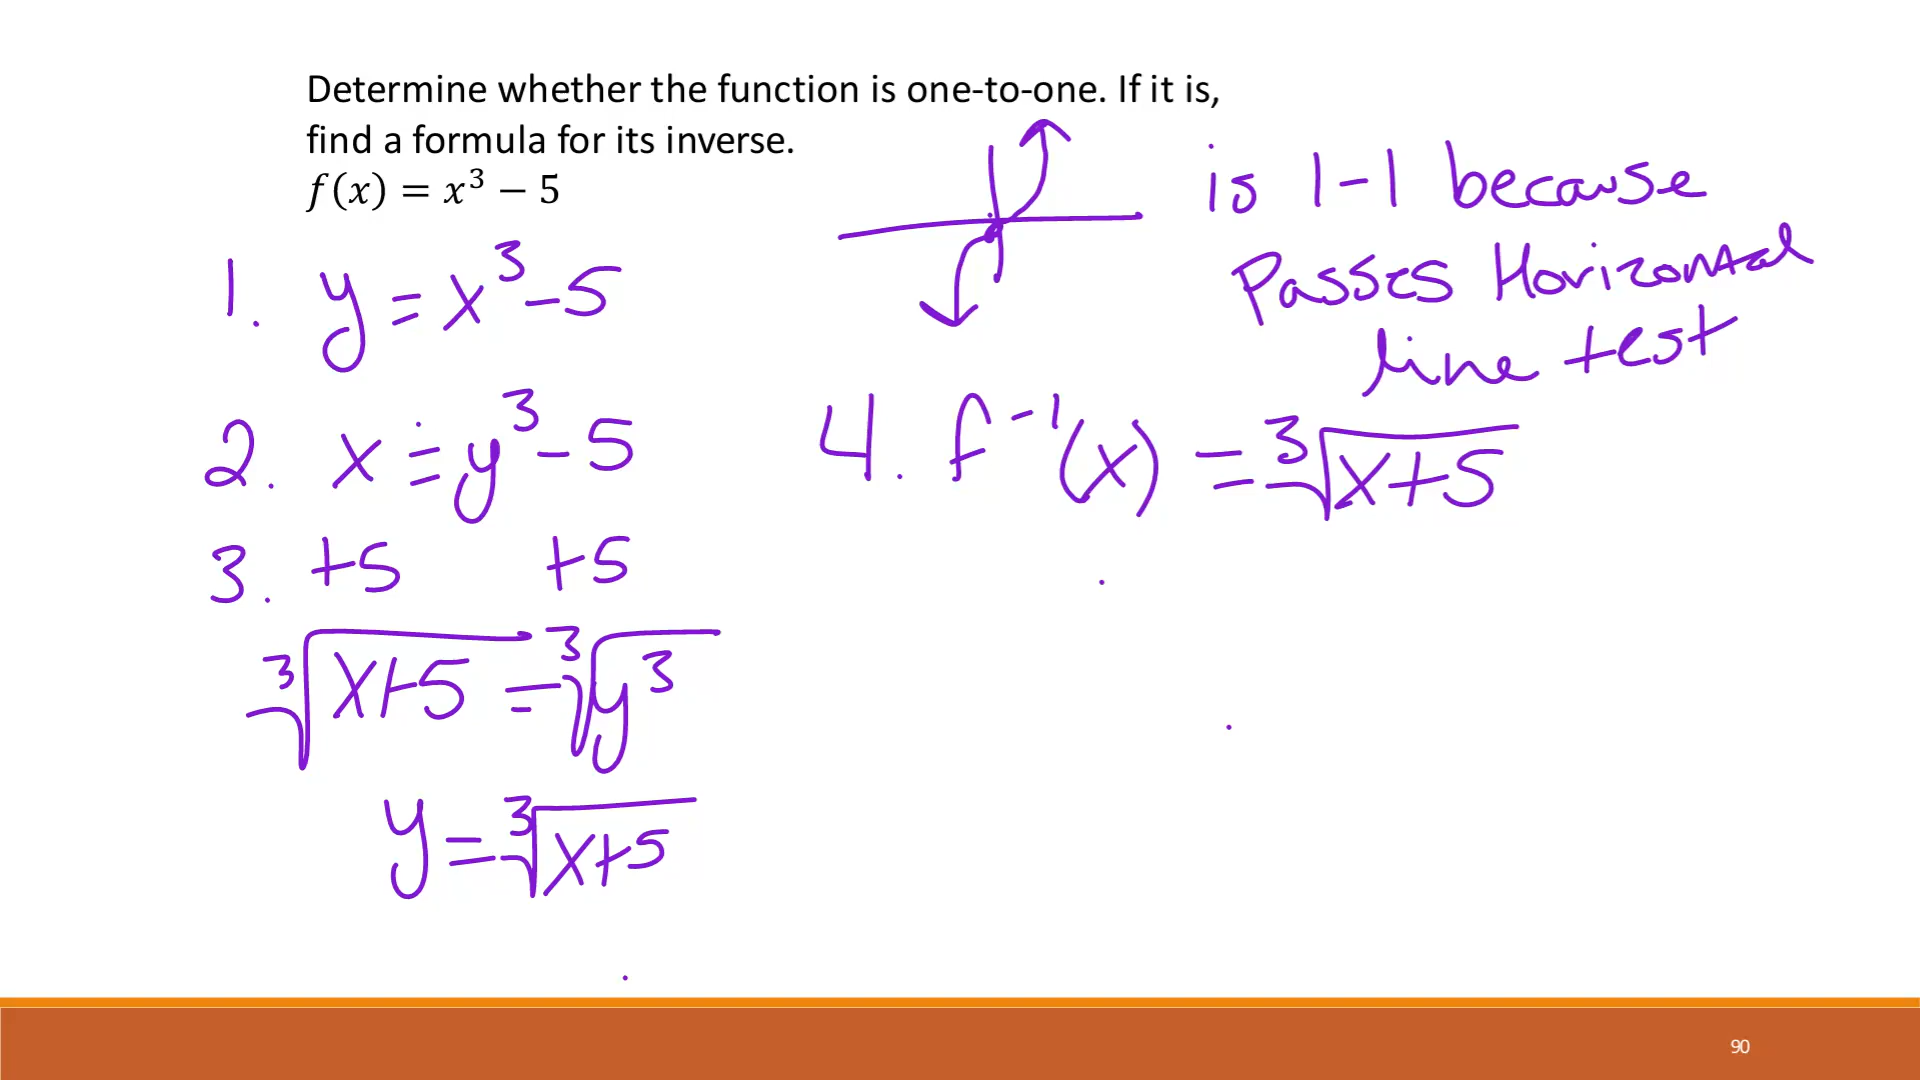 Determine whether the function is one-to-one. If it is,
find a formula for its inverse.
f(x) = x³ − 5
is 1-1 because
Passes Horizontal
line test
1. y = x³ - 5
2. x = y³ - 5
3. +5 +5
∛(x+5) = ∛(y³)
y = ∛(x+5)
4. f⁻¹(x) = ∛(x+5)
90